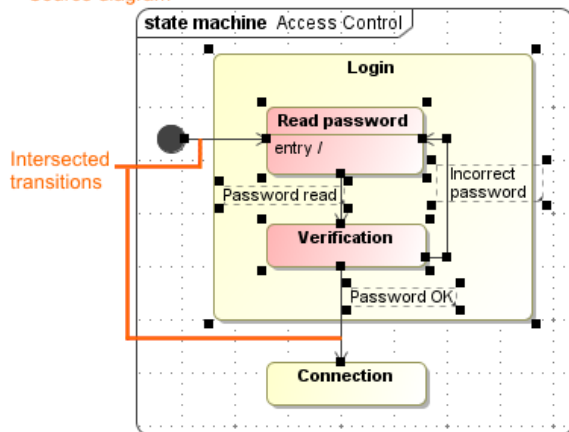 Source diagram
state machine Access Control
Login
Read password
entry /
Intersected
transitions
Incorrect
password
Password read
Verification
Password OK
Connection